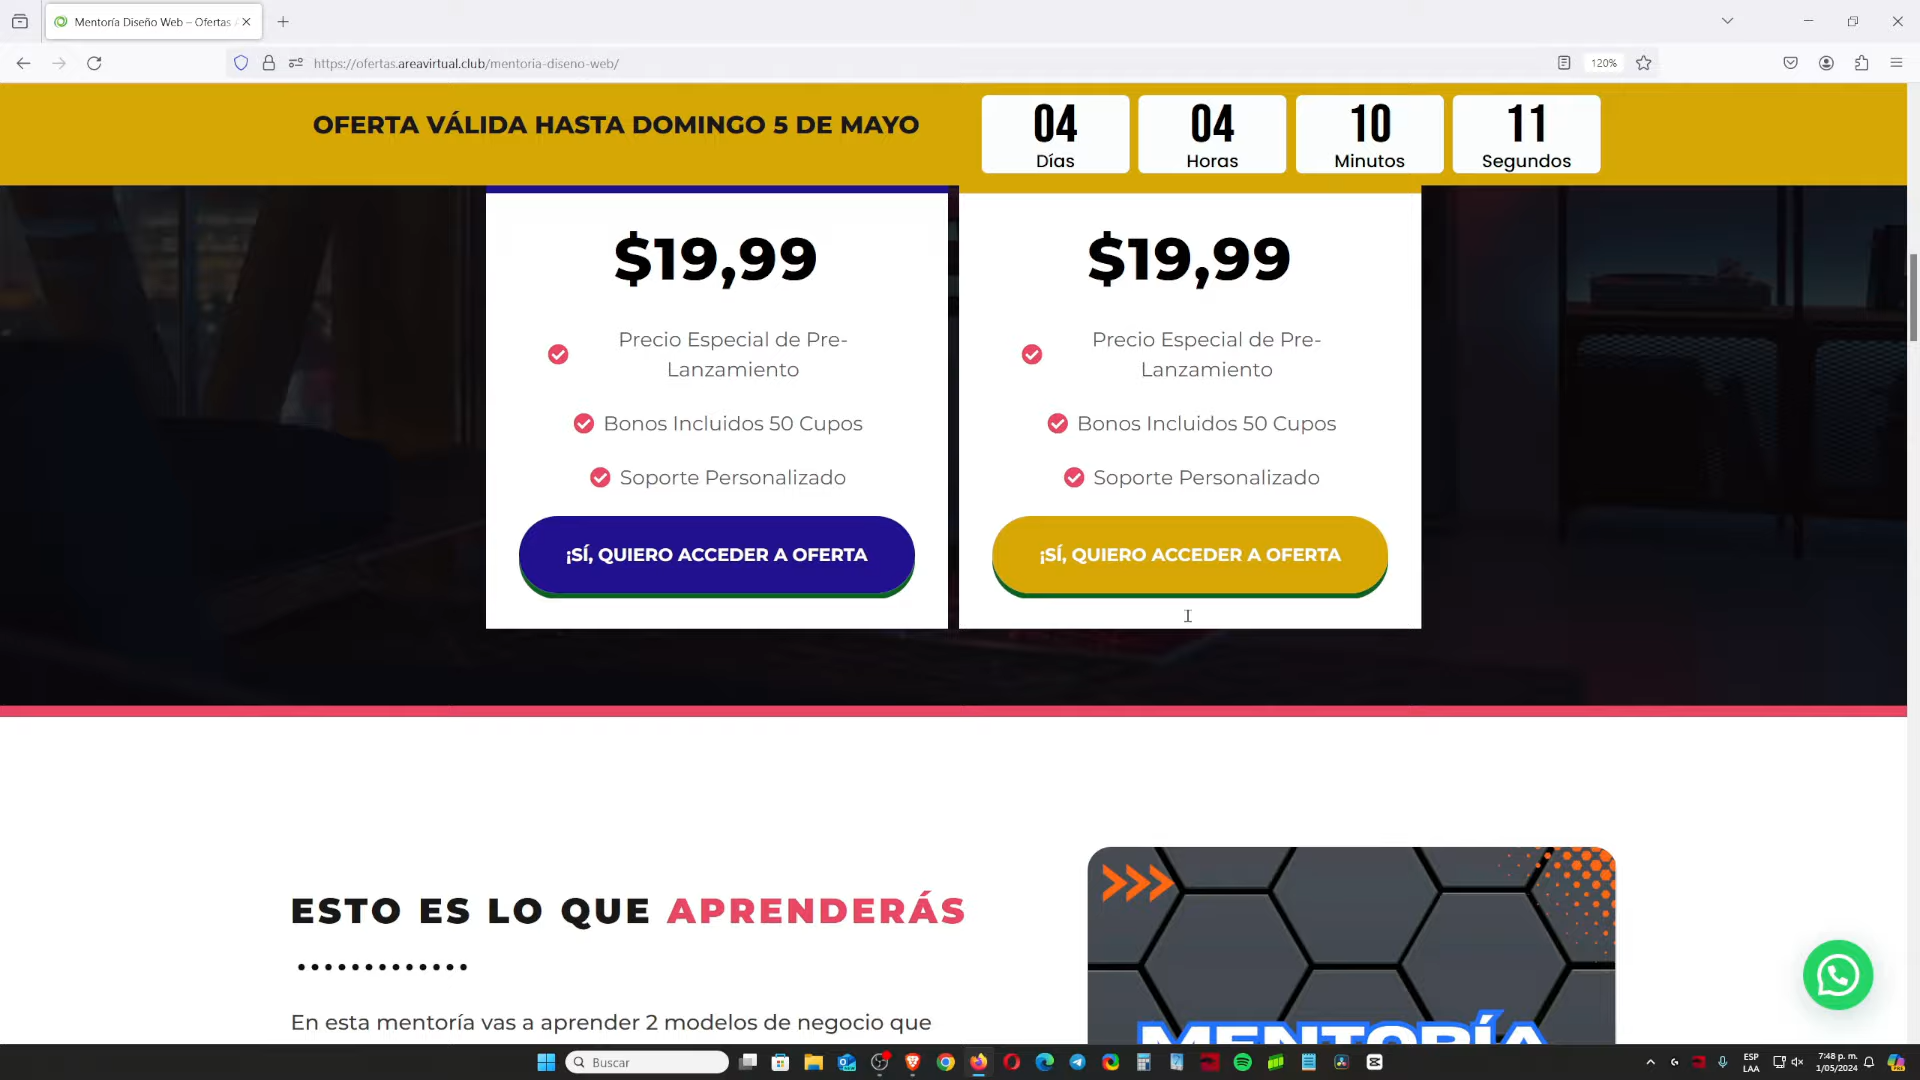 Mentoría Diseño Web – Ofertas
https://ofertas.areavirtual.club/mentoria-diseno-web/
120%
OFERTA VÁLIDA HASTA DOMINGO 5 DE MAYO
04
Días
04
Horas
10
Minutos
11
Segundos
$19,99
Precio Especial de Pre-
Lanzamiento
Bonos Incluidos 50 Cupos
Soporte Personalizado
¡SÍ, QUIERO ACCEDER A OFERTA
$19,99
Precio Especial de Pre-
Lanzamiento
Bonos Incluidos 50 Cupos
Soporte Personalizado
¡SÍ, QUIERO ACCEDER A OFERTA
ESTO ES LO QUE APRENDERÁS
En esta mentoría vas a aprender 2 modelos de negocio que
MENTORÍA
Buscar
ESP
LAA
7:48 p. m.
1/05/2024